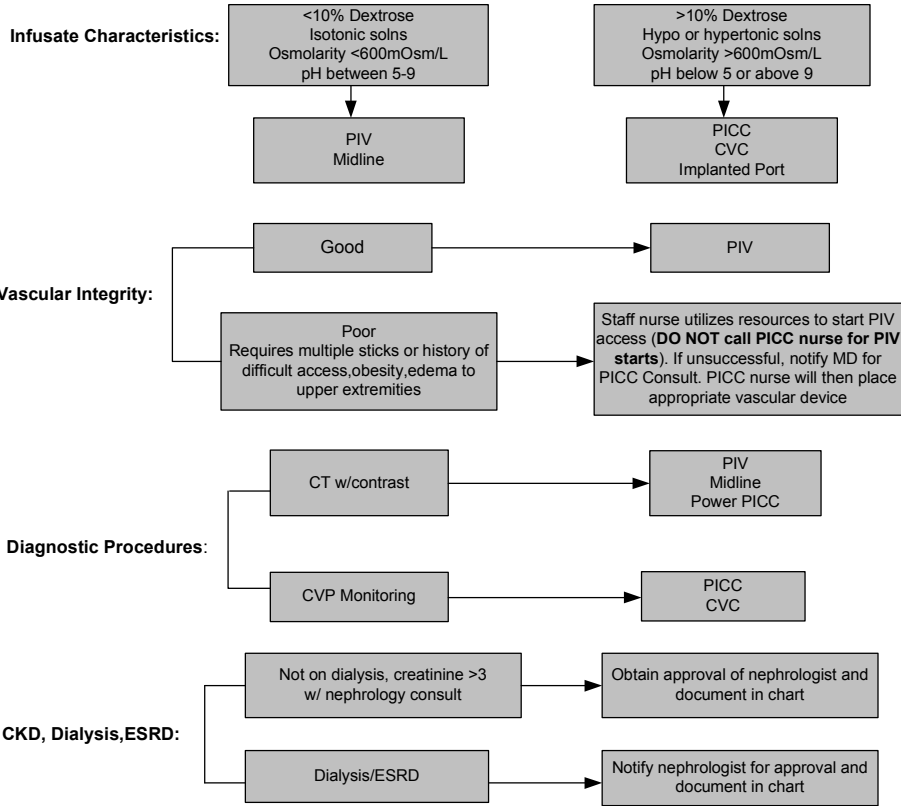 Infusate Characteristics:
<10% Dextrose
Isotonic solns
Osmolarity <600mOsm/L
pH between 5-9
>10% Dextrose
Hypo or hypertonic solns
Osmolarity >600mOsm/L
pH below 5 or above 9
PIV
Midline
PICC
CVC
Implanted Port
Vascular Integrity:
Good
PIV
Poor
Requires multiple sticks or history of
difficult access,obesity,edema to
upper extremities
Staff nurse utilizes resources to start PIV
access (DO NOT call PICC nurse for PIV
starts). If unsuccessful, notify MD for
PICC Consult. PICC nurse will then place
appropriate vascular device
Diagnostic Procedures:
CT w/contrast
PIV
Midline
Power PICC
CVP Monitoring
PICC
CVC
CKD, Dialysis,ESRD:
Not on dialysis, creatinine >3
w/ nephrology consult
Obtain approval of nephrologist and
document in chart
Dialysis/ESRD
Notify nephrologist for approval and
document in chart